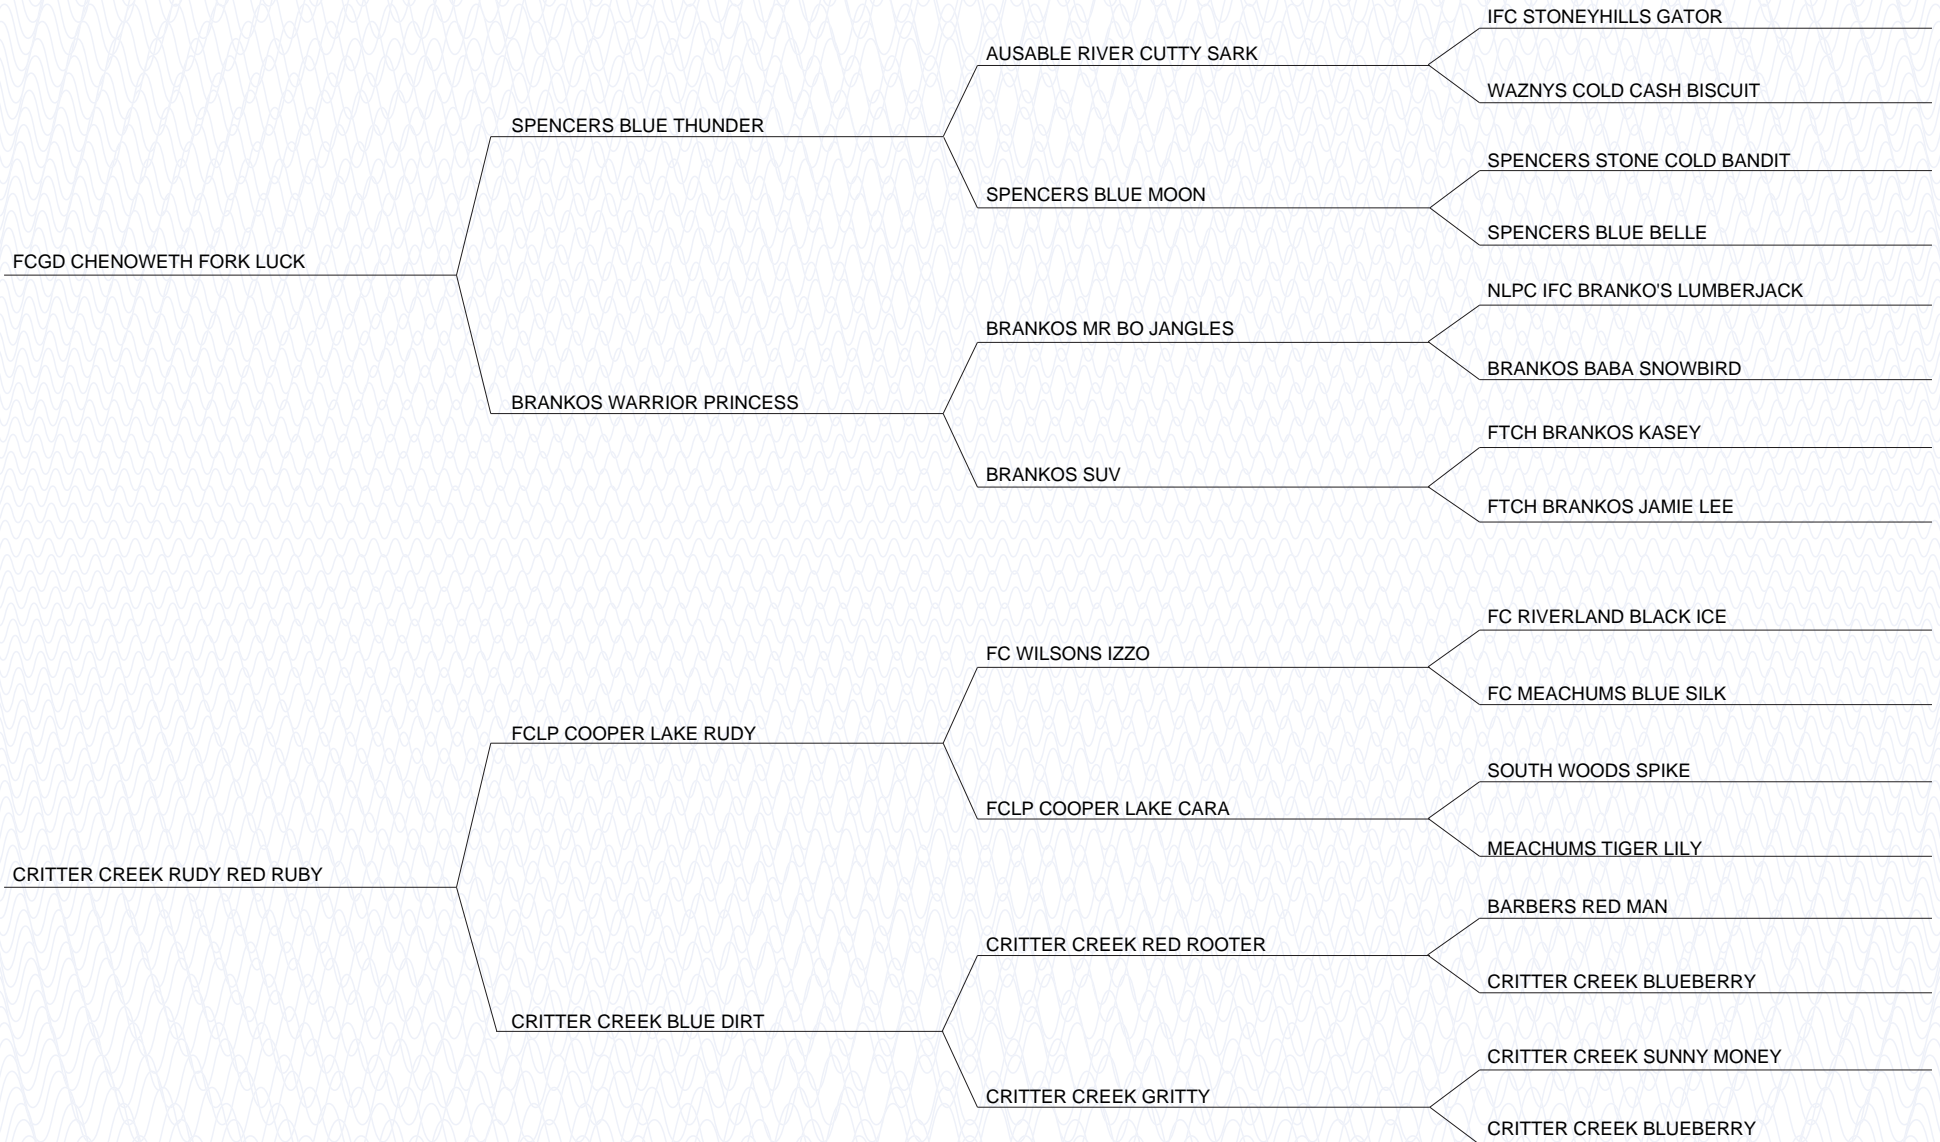 IFC STONEYHILLS GATOR
AUSABLE RIVER CUTTY SARK
WAZNYS COLD CASH BISCUIT
SPENCERS BLUE THUNDER
SPENCERS STONE COLD BANDIT
SPENCERS BLUE MOON
SPENCERS BLUE BELLE
FCGD CHENOWETH FORK LUCK
NLPC IFC BRANKO'S LUMBERJACK
BRANKOS MR BO JANGLES
BRANKOS BABA SNOWBIRD
BRANKOS WARRIOR PRINCESS
FTCH BRANKOS KASEY
BRANKOS SUV
FTCH BRANKOS JAMIE LEE
FC RIVERLAND BLACK ICE
FC WILSONS IZZO
FC MEACHUMS BLUE SILK
FCLP COOPER LAKE RUDY
SOUTH WOODS SPIKE
FCLP COOPER LAKE CARA
MEACHUMS TIGER LILY
CRITTER CREEK RUDY RED RUBY
BARBERS RED MAN
CRITTER CREEK RED ROOTER
CRITTER CREEK BLUEBERRY
CRITTER CREEK BLUE DIRT
CRITTER CREEK SUNNY MONEY
CRITTER CREEK GRITTY
CRITTER CREEK BLUEBERRY